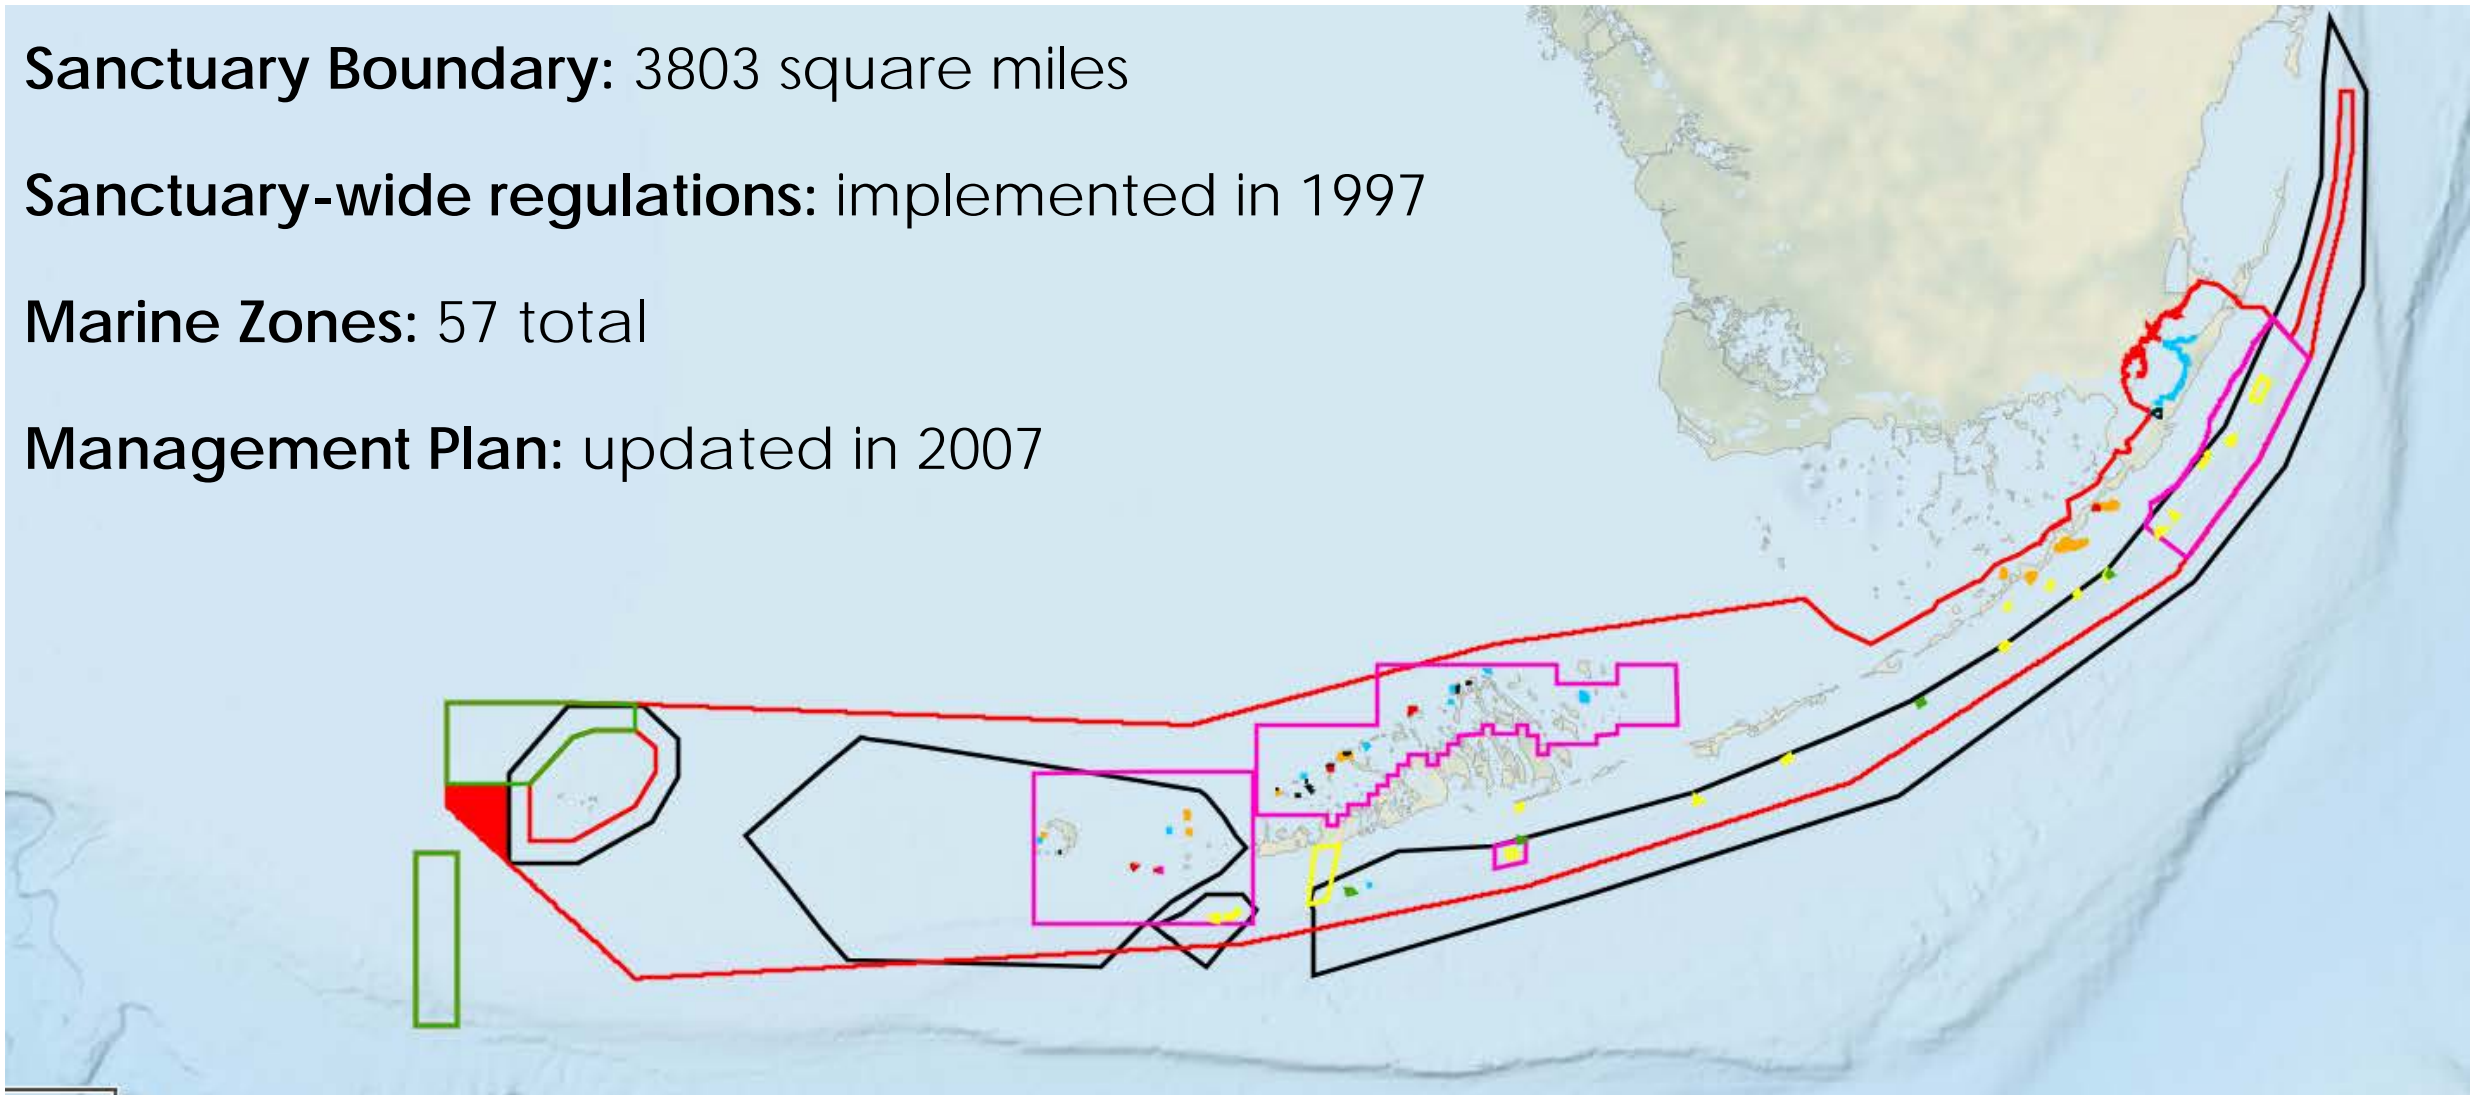 Sanctuary Boundary: 3803 square miles
Sanctuary-wide regulations: implemented in 1997
Marine Zones: 57 total
Management Plan: updated in 2007